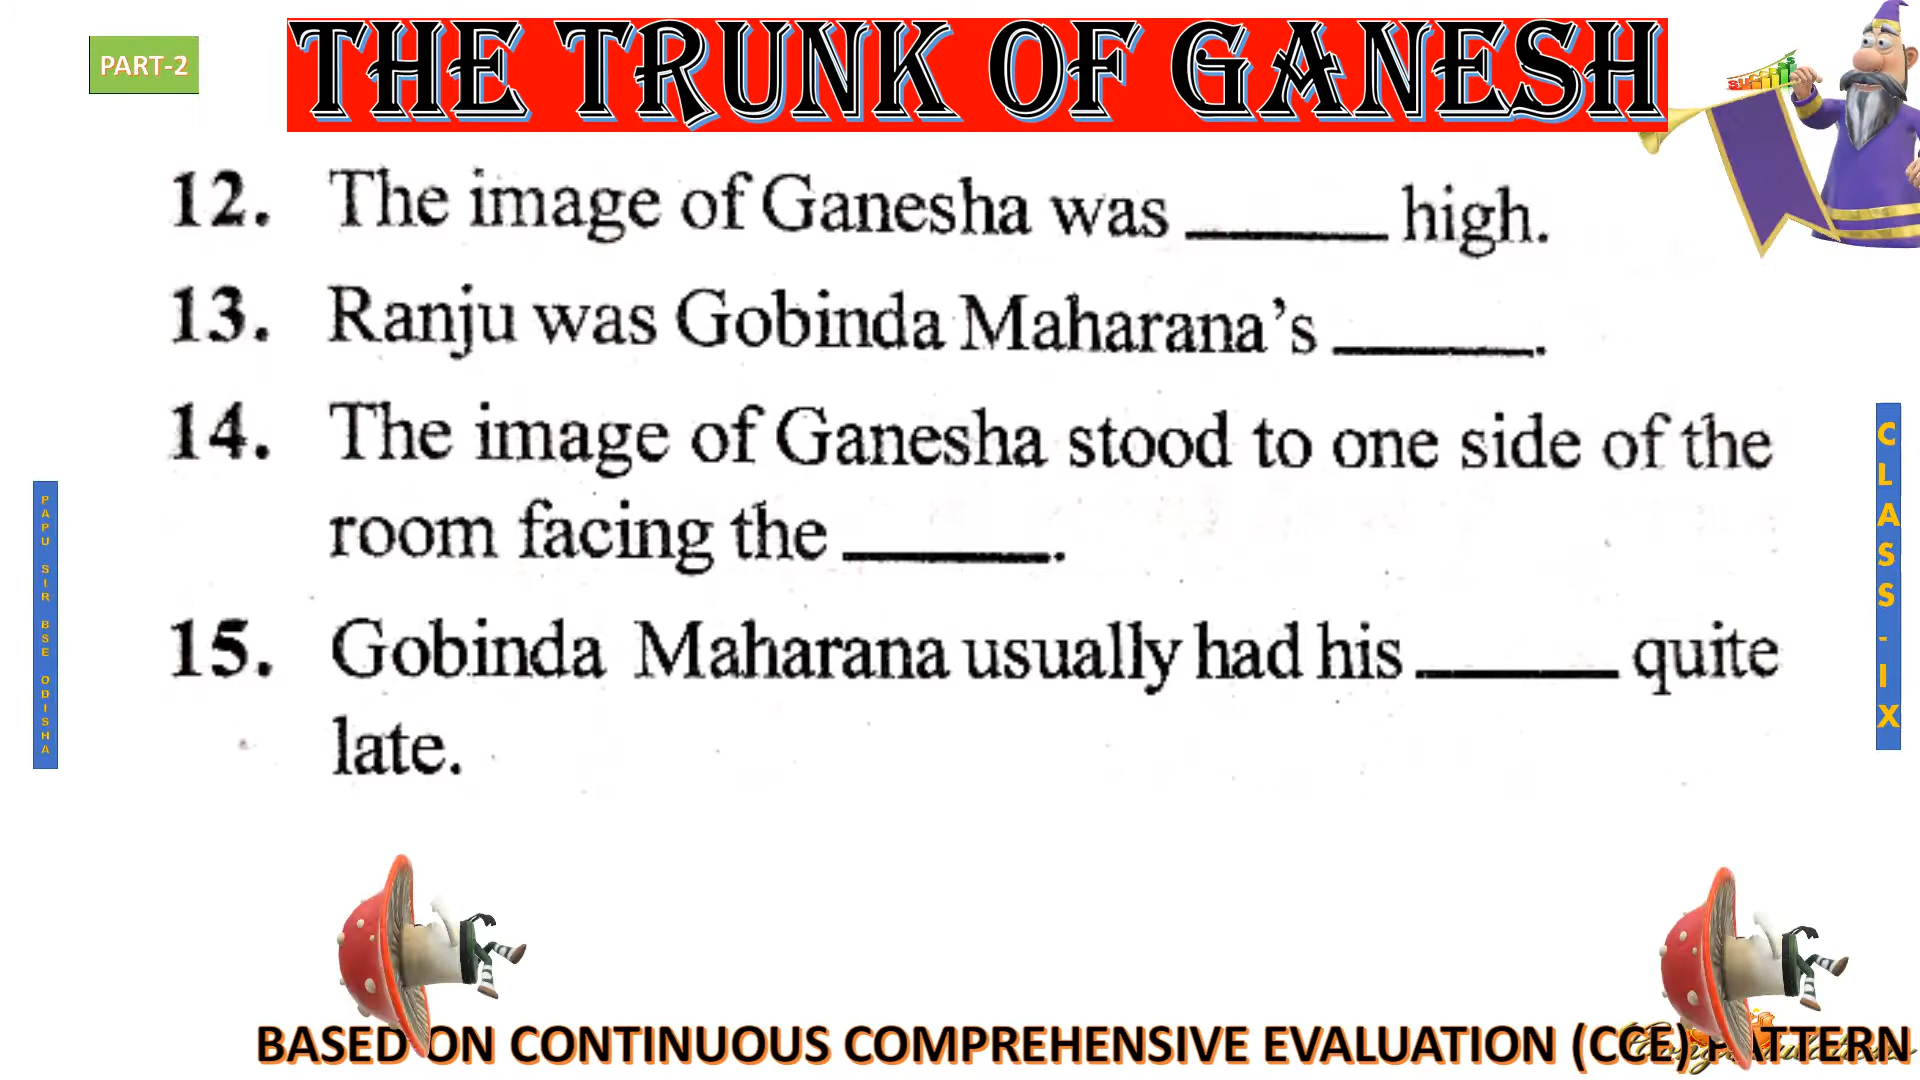 PART-2
THE TRUNK OF GANESH
12. The image of Ganesha was ______ high.
13. Ranju was Gobinda Maharana's ______.
14. The image of Ganesha stood to one side of the
room facing the ______.
15. Gobinda Maharana usually had his ______ quite
late.
PAPU SIR BSE ODISHA
CLASS-IX
BASED ON CONTINUOUS COMPREHENSIVE EVALUATION (CCE) PATTERN